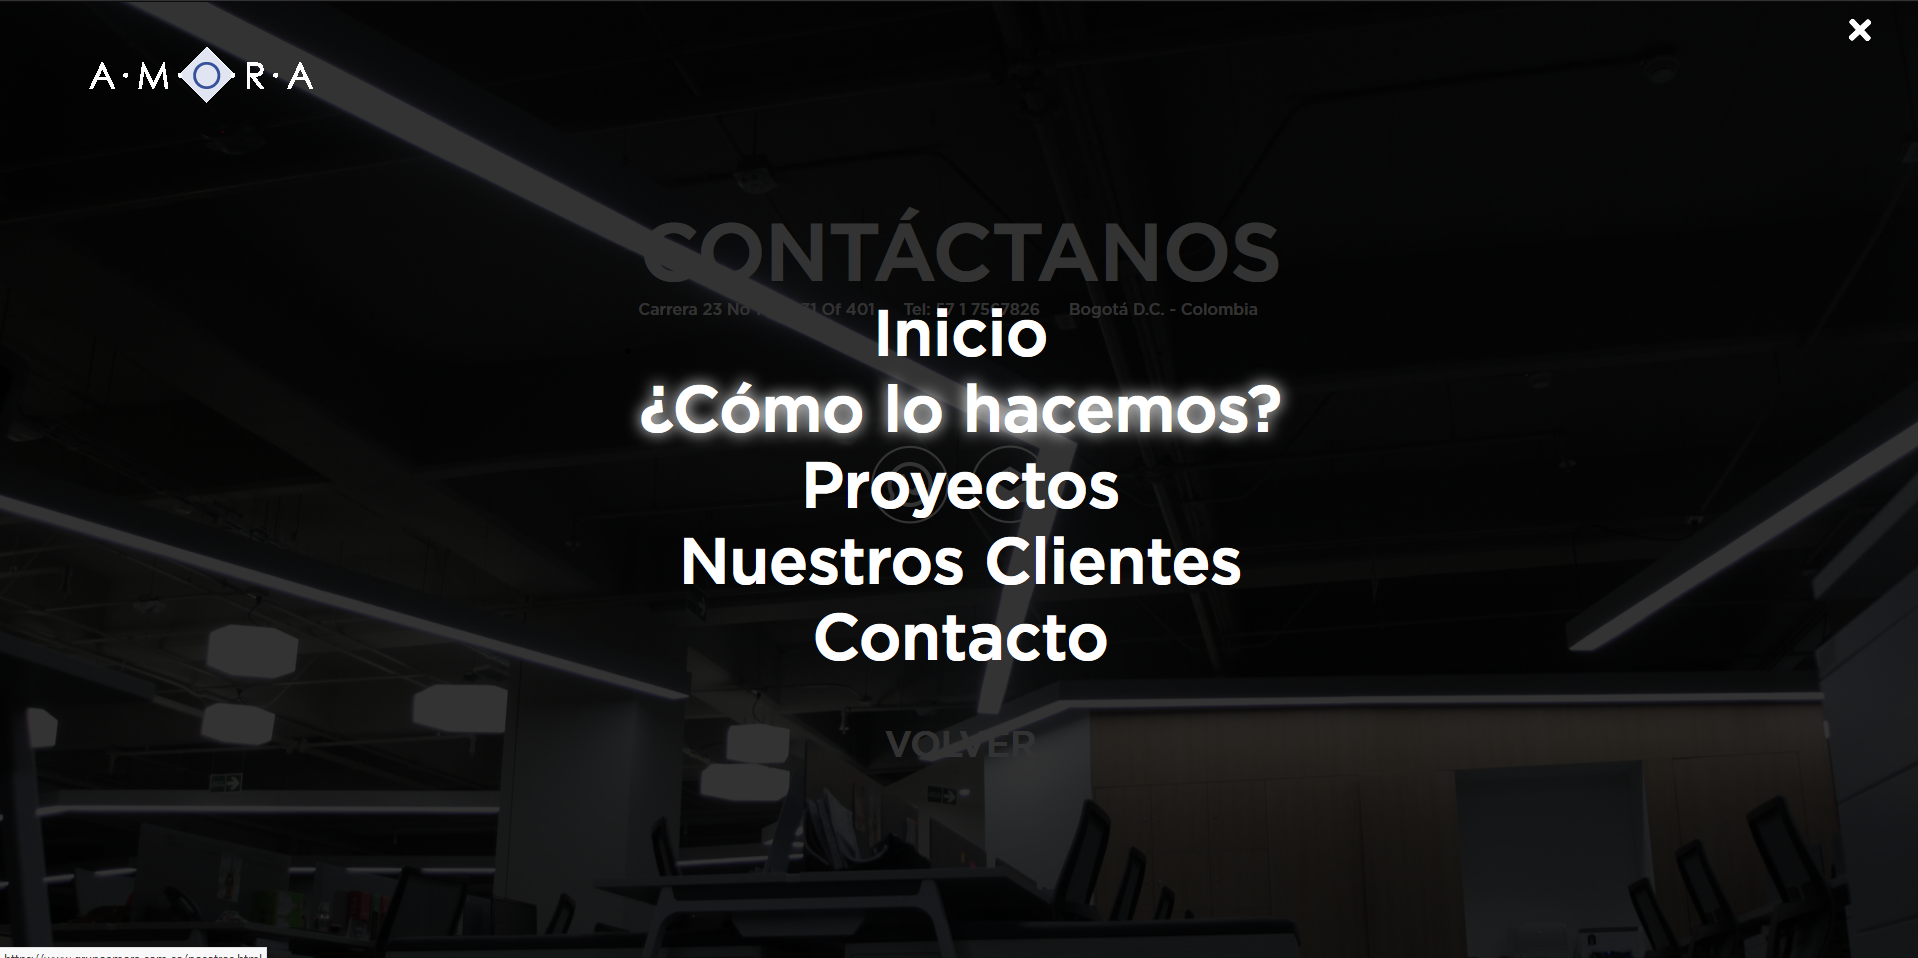 A·M·O·R·A
CONTÁCTANOS
Carrera 23 No 71 Of 401 Tel: 57 1 7567826 Bogotá D.C. - Colombia
Inicio
¿Cómo lo hacemos?
Proyectos
Nuestros Clientes
Contacto
VOLVER